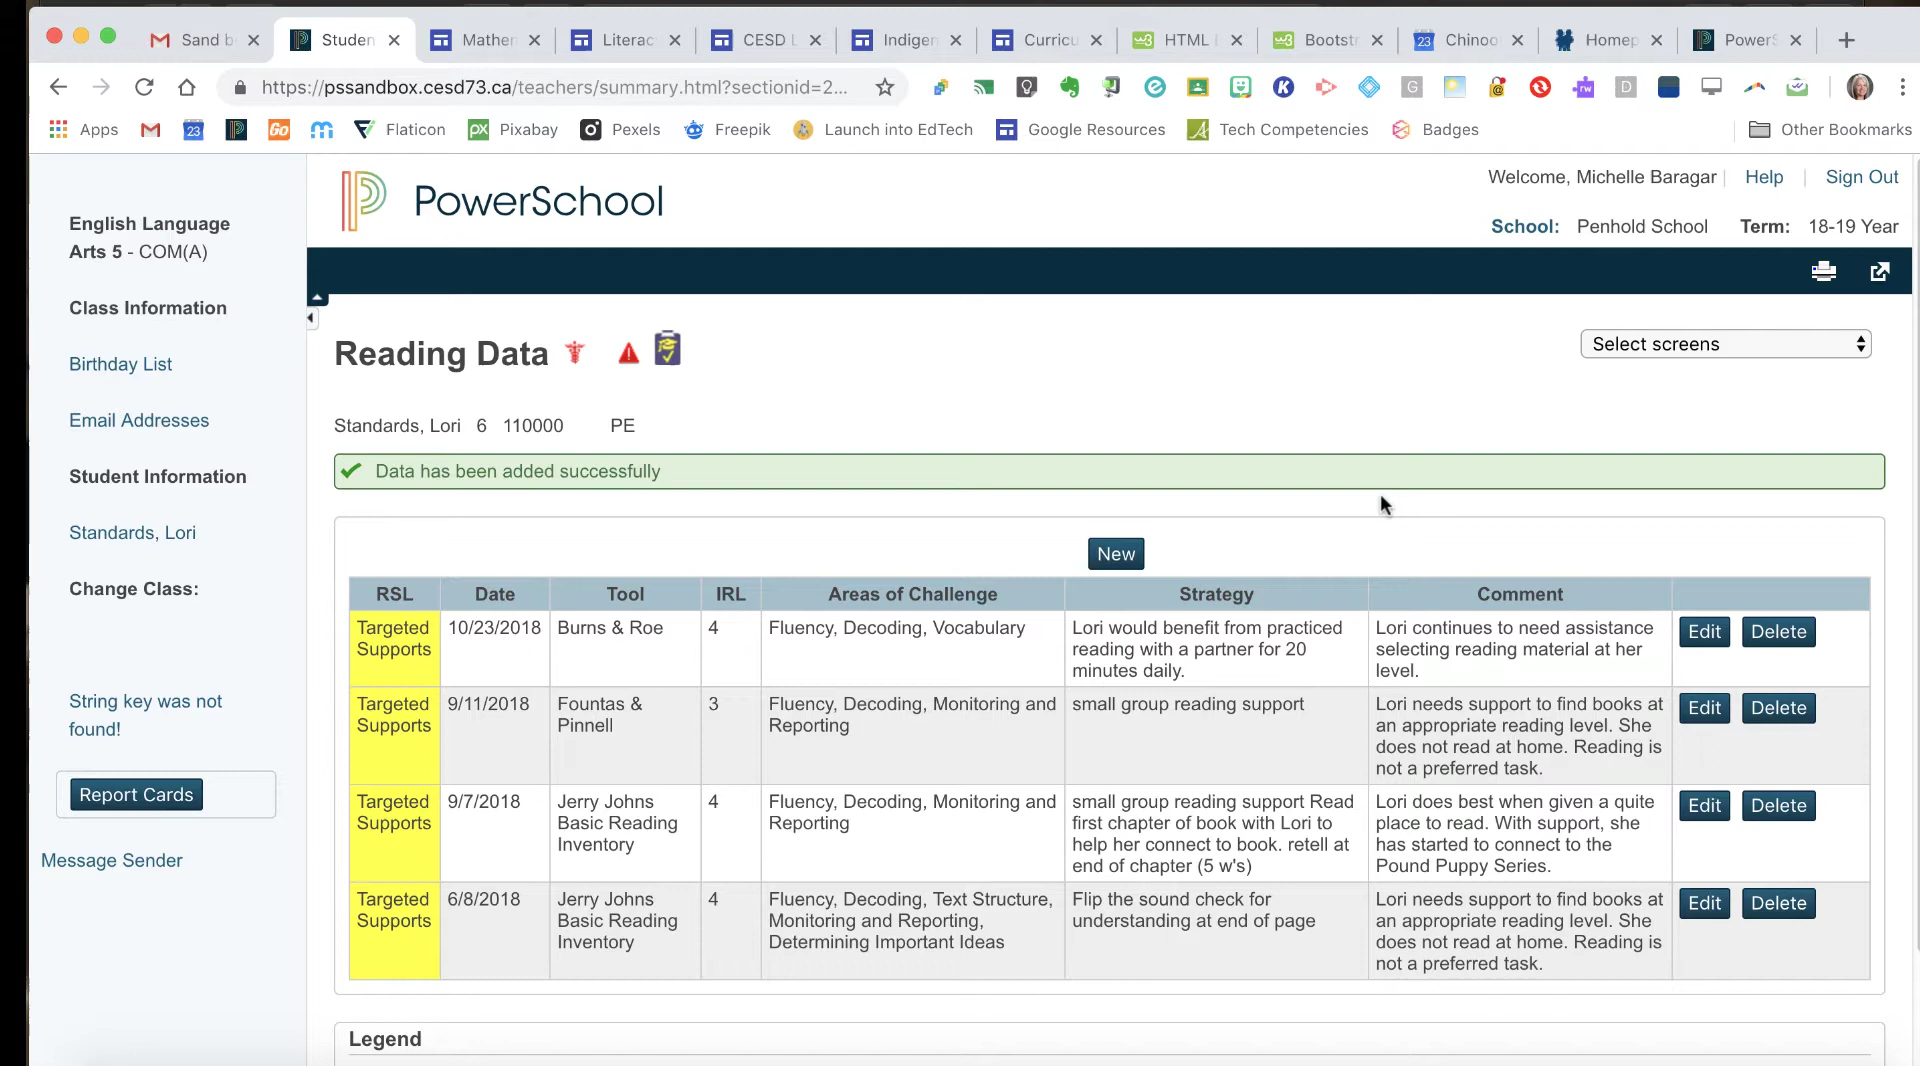 Sand b
Studen
Mathe
Literac
CESD L
Indige
Curricu
HTML
Bootst
Chinoo
Homep
PowerS
https://pssandbox.cesd73.ca/teachers/summary.html?sectionid=2...
Apps
23
GO
Flaticon
Pixabay
Pexels
Freepik
Launch into EdTech
Google Resources
Tech Competencies
Badges
Other Bookmarks
PowerSchool
Welcome, Michelle Baragar
Help
Sign Out
School: Penhold School Term: 18-19 Year
English Language
Arts 5 - COM(A)
Class Information
Birthday List
Email Addresses
Student Information
Standards, Lori
Change Class:
String key was not
found!
Report Cards
Message Sender
Reading Data
Select screens
Standards, Lori 6 110000 PE
Data has been added successfully
New
RSL Date Tool IRL Areas of Challenge Strategy Comment
Targeted
Supports
10/23/2018
Burns & Roe
4
Fluency, Decoding, Vocabulary
Lori would benefit from practiced
reading with a partner for 20
minutes daily.
Lori continues to need assistance
selecting reading material at her
level.
Edit Delete
Targeted
Supports
9/11/2018
Fountas &
Pinnell
3
Fluency, Decoding, Monitoring and
Reporting
small group reading support
Lori needs support to find books at
an appropriate reading level. She
does not read at home. Reading is
not a preferred task.
Edit Delete
Targeted
Supports
9/7/2018
Jerry Johns
Basic Reading
Inventory
4
Fluency, Decoding, Monitoring and
Reporting
small group reading support Read
first chapter of book with Lori to
help her connect to book. retell at
end of chapter (5 w's)
Lori does best when given a quite
place to read. With support, she
has started to connect to the
Pound Puppy Series.
Edit Delete
Targeted
Supports
6/8/2018
Jerry Johns
Basic Reading
Inventory
4
Fluency, Decoding, Text Structure,
Monitoring and Reporting,
Determining Important Ideas
Flip the sound check for
understanding at end of page
Lori needs support to find books at
an appropriate reading level. She
does not read at home. Reading is
not a preferred task.
Edit Delete
Legend